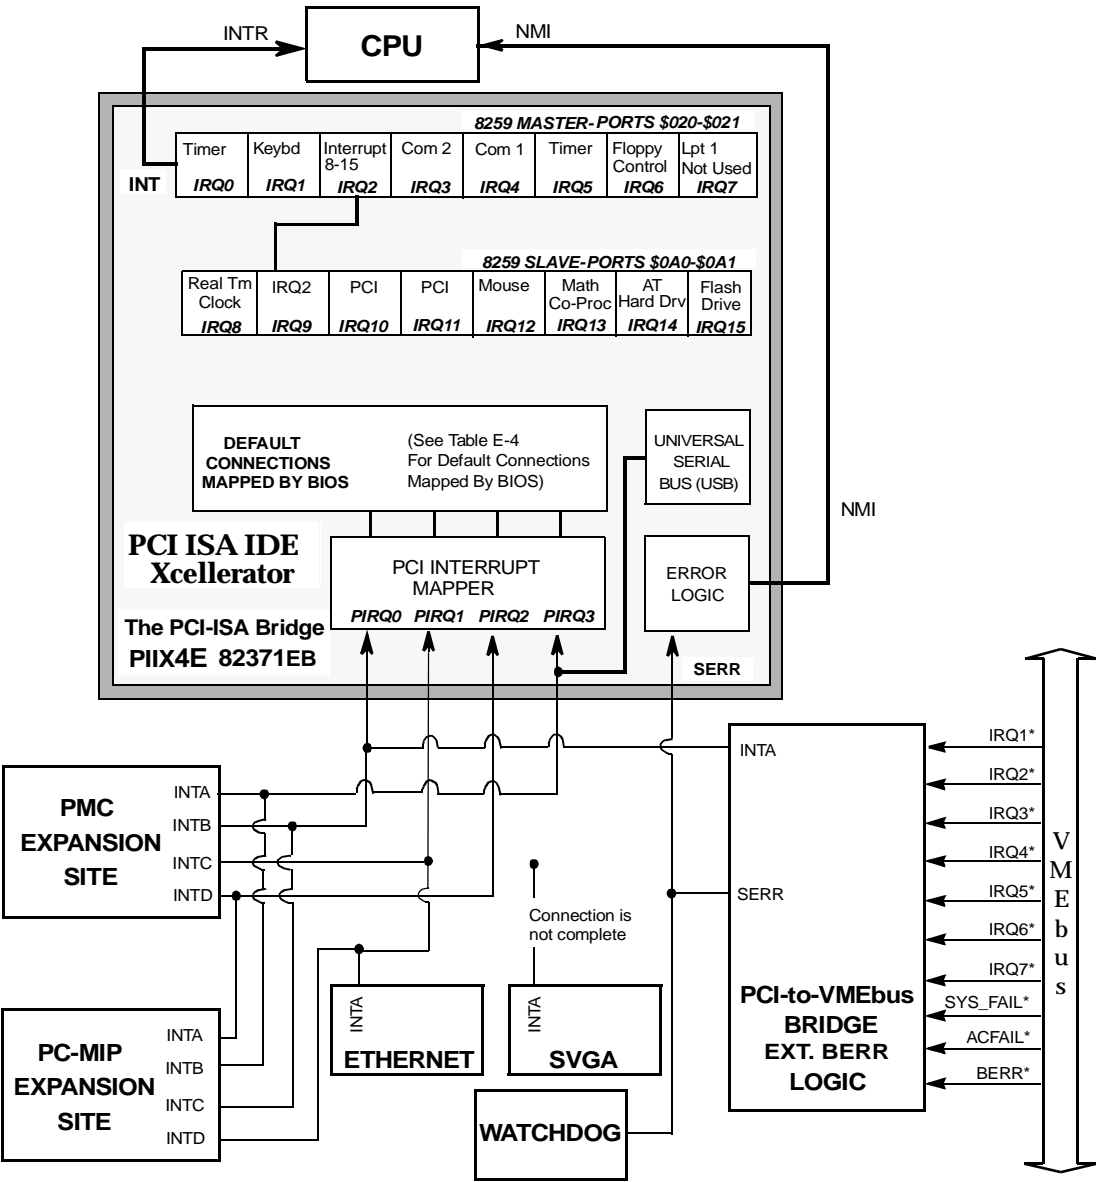 INTR
CPU
NMI
8259 MASTER-PORTS $020-$021
Timer
IRQ0
Keybd
IRQ1
Interrupt
8-15
IRQ2
Com 2
IRQ3
Com 1
IRQ4
Timer
IRQ5
Floppy
Control
IRQ6
Lpt 1
Not Used
IRQ7
INT
8259 SLAVE-PORTS $0A0-$0A1
Real Tm
Clock
IRQ8
IRQ2
IRQ9
PCI
IRQ10
PCI
IRQ11
Mouse
IRQ12
Math
Co-Proc
IRQ13
AT
Hard Drv
IRQ14
Flash
Drive
IRQ15
DEFAULT
CONNECTIONS
MAPPED BY BIOS
(See Table E-4
For Default Connections
Mapped By BIOS)
UNIVERSAL
SERIAL
BUS (USB)
NMI
PCI ISA IDE
Xcellerator
PCI INTERRUPT
MAPPER
PIRQ0 PIRQ1 PIRQ2 PIRQ3
ERROR
LOGIC
The PCI-ISA Bridge
PIIX4E 82371EB
SERR
PMC
EXPANSION
SITE
INTA
INTB
INTC
INTD
PC-MIP
EXPANSION
SITE
INTA
INTB
INTC
INTD
INTA
ETHERNET
Connection is
not complete
INTA
SVGA
WATCHDOG
INTA
SERR
PCI-to-VMEbus
BRIDGE
EXT. BERR
LOGIC
IRQ1*
IRQ2*
IRQ3*
IRQ4*
IRQ5*
IRQ6*
IRQ7*
SYS_FAIL*
ACFAIL*
BERR*
VMEbus